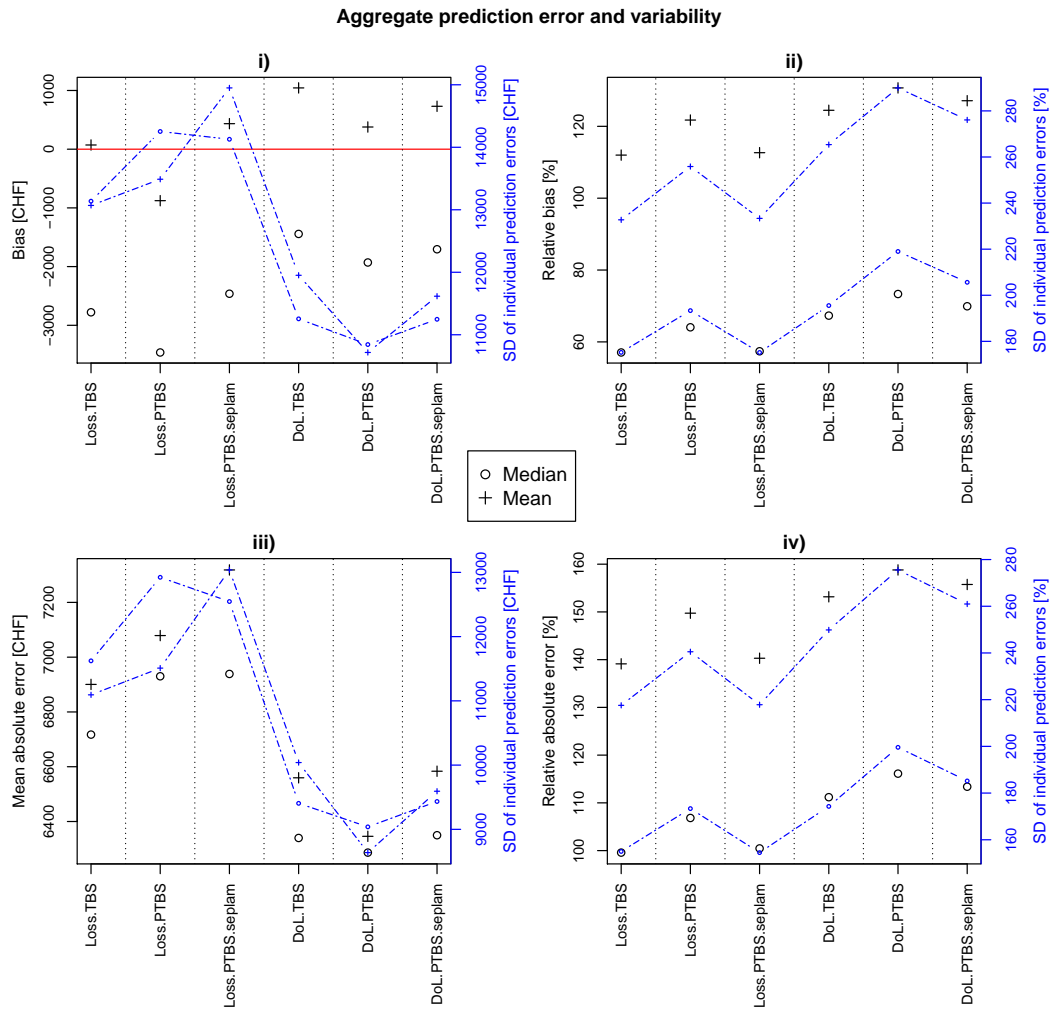 Aggregate prediction error and variability
i)
Bias [CHF]
1000
0
−1000
−2000
−3000
15000
14000
13000
12000
11000
SD of individual prediction errors [CHF]
Loss.TBS
Loss.PTBS
Loss.PTBS.seplam
DoL.TBS
DoL.PTBS
DoL.PTBS.seplam
ii)
Relative bias [%]
120
100
80
60
280
260
240
220
200
180
SD of individual prediction errors [%]
Loss.TBS
Loss.PTBS
Loss.PTBS.seplam
DoL.TBS
DoL.PTBS
DoL.PTBS.seplam
Median
Mean
iii)
Mean absolute error [CHF]
7200
7000
6800
6600
6400
13000
12000
11000
10000
9000
SD of individual prediction errors [CHF]
Loss.TBS
Loss.PTBS
Loss.PTBS.seplam
DoL.TBS
DoL.PTBS
DoL.PTBS.seplam
iv)
Relative absolute error [%]
160
150
140
130
120
110
100
280
260
240
220
200
180
160
SD of individual prediction errors [%]
Loss.TBS
Loss.PTBS
Loss.PTBS.seplam
DoL.TBS
DoL.PTBS
DoL.PTBS.seplam